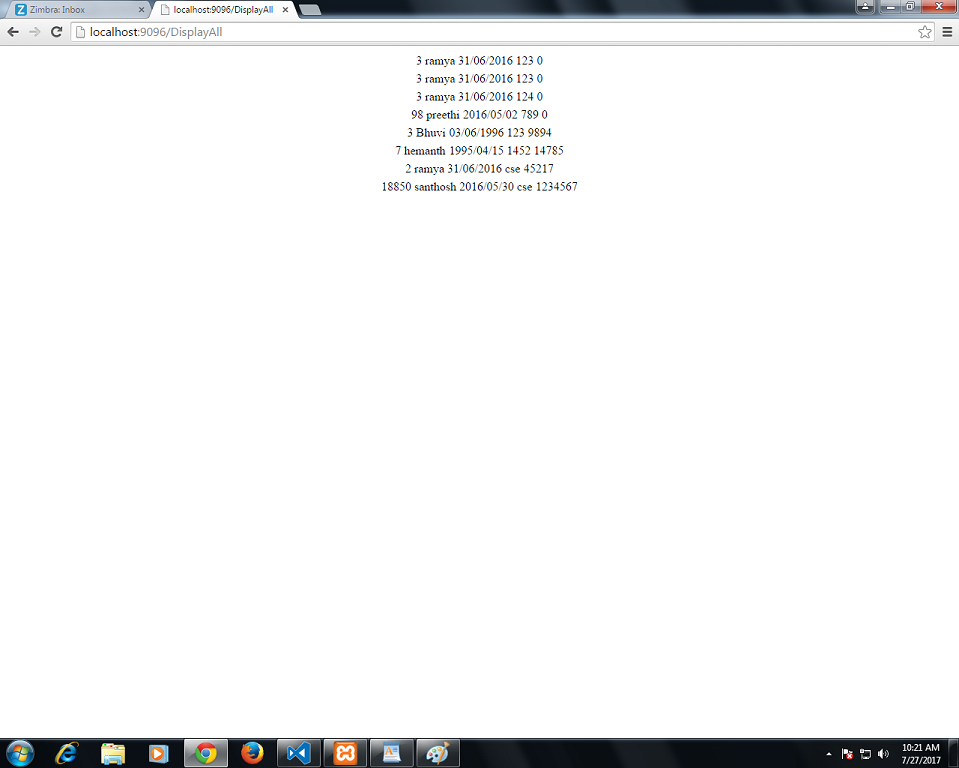 Zimbra: Inbox
localhost:9096/DisplayAll
localhost:9096/DisplayAll
3 ramya 31/06/2016 123 0
3 ramya 31/06/2016 123 0
3 ramya 31/06/2016 124 0
98 preethi 2016/05/02 789 0
3 Bhuvi 03/06/1996 123 9894
7 hemanth 1995/04/15 1452 14785
2 ramya 31/06/2016 cse 45217
18850 santhosh 2016/05/30 cse 1234567
10:21 AM
7/27/2017